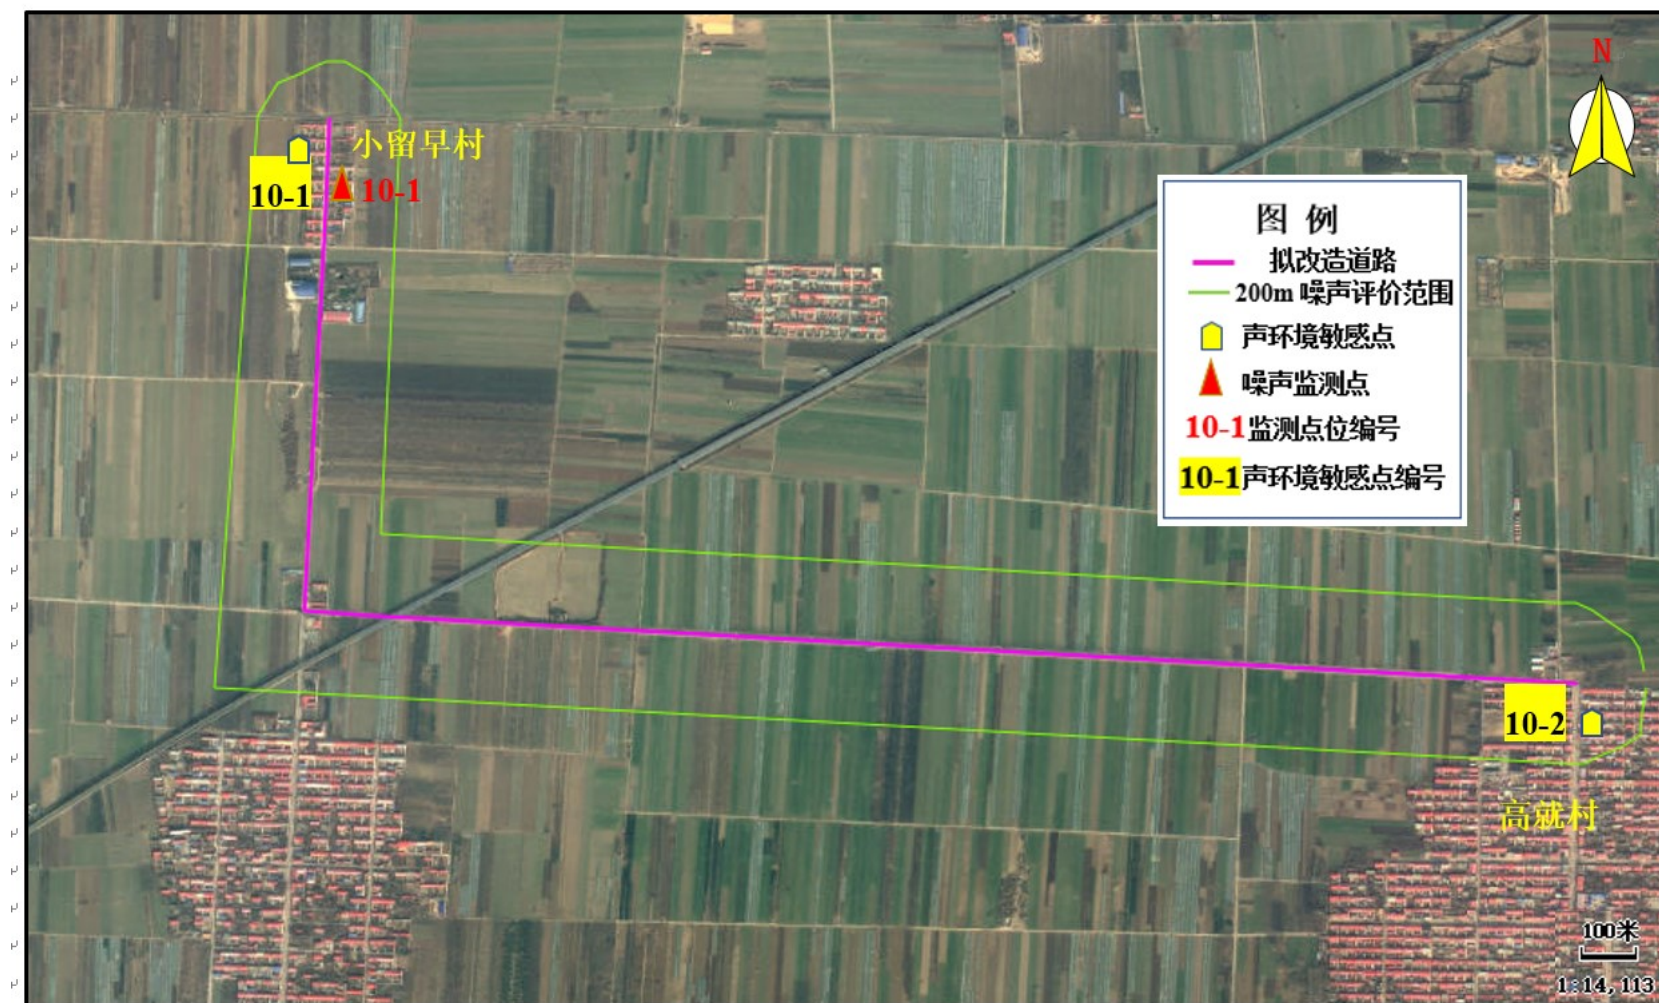 N
小留早村
10-1
10-1
图 例
拟改造道路
200m 噪声评价范围
声环境敏感点
噪声监测点
10-1监测点位编号
10-1声环境敏感点编号
10-2
高就村
100米
1:14,113